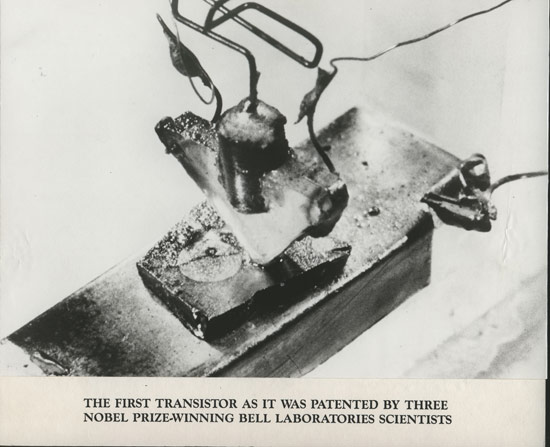 THE FIRST TRANSISTOR AS IT WAS PATENTED BY THREE
NOBEL PRIZE-WINNING BELL LABORATORIES SCIENTISTS